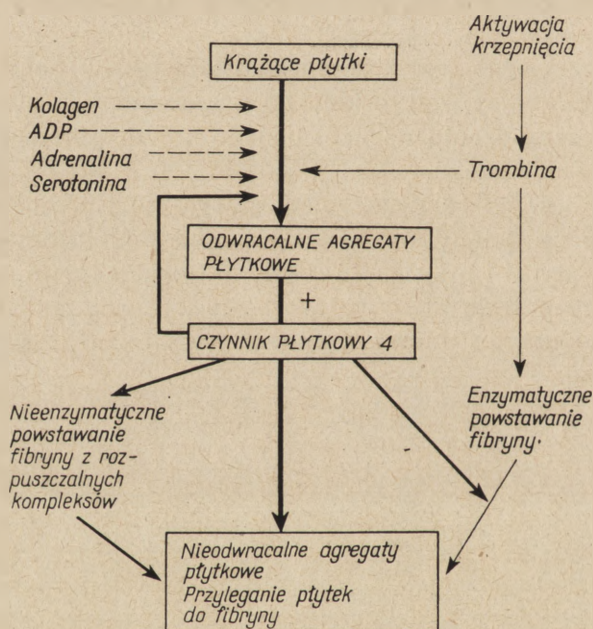 Aktywacja
krzepnięcia
Krążące płytki
Kolagen
ADP
Adrenalina
Serotonina
Trombina
ODWRACALNE AGREGATY
PŁYTKOWE
+
CZYNNIK PŁYTKOWY 4
Nieenzymatyczne
powstawanie
fibryny z roz-
puszczalnych
kompleksów
Enzymatyczne
powstawanie
fibryny.
Nieodwracalne agregaty
płytkowe
Przyleganie płytek
do fibryny